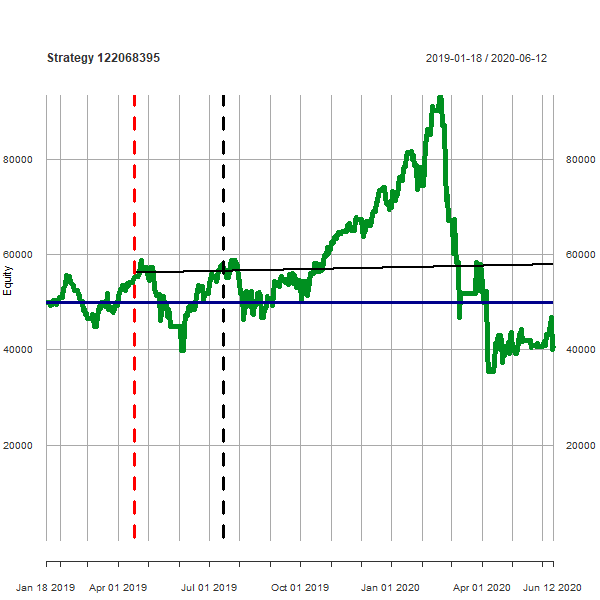 Strategy 122068395
2019-01-18 / 2020-06-12
80000
80000
60000
60000
Equity
40000
40000
20000
20000
Jan 18 2019
Apr 01 2019
Jul 01 2019
Oct 01 2019
Jan 01 2020
Apr 01 2020
Jun 12 2020